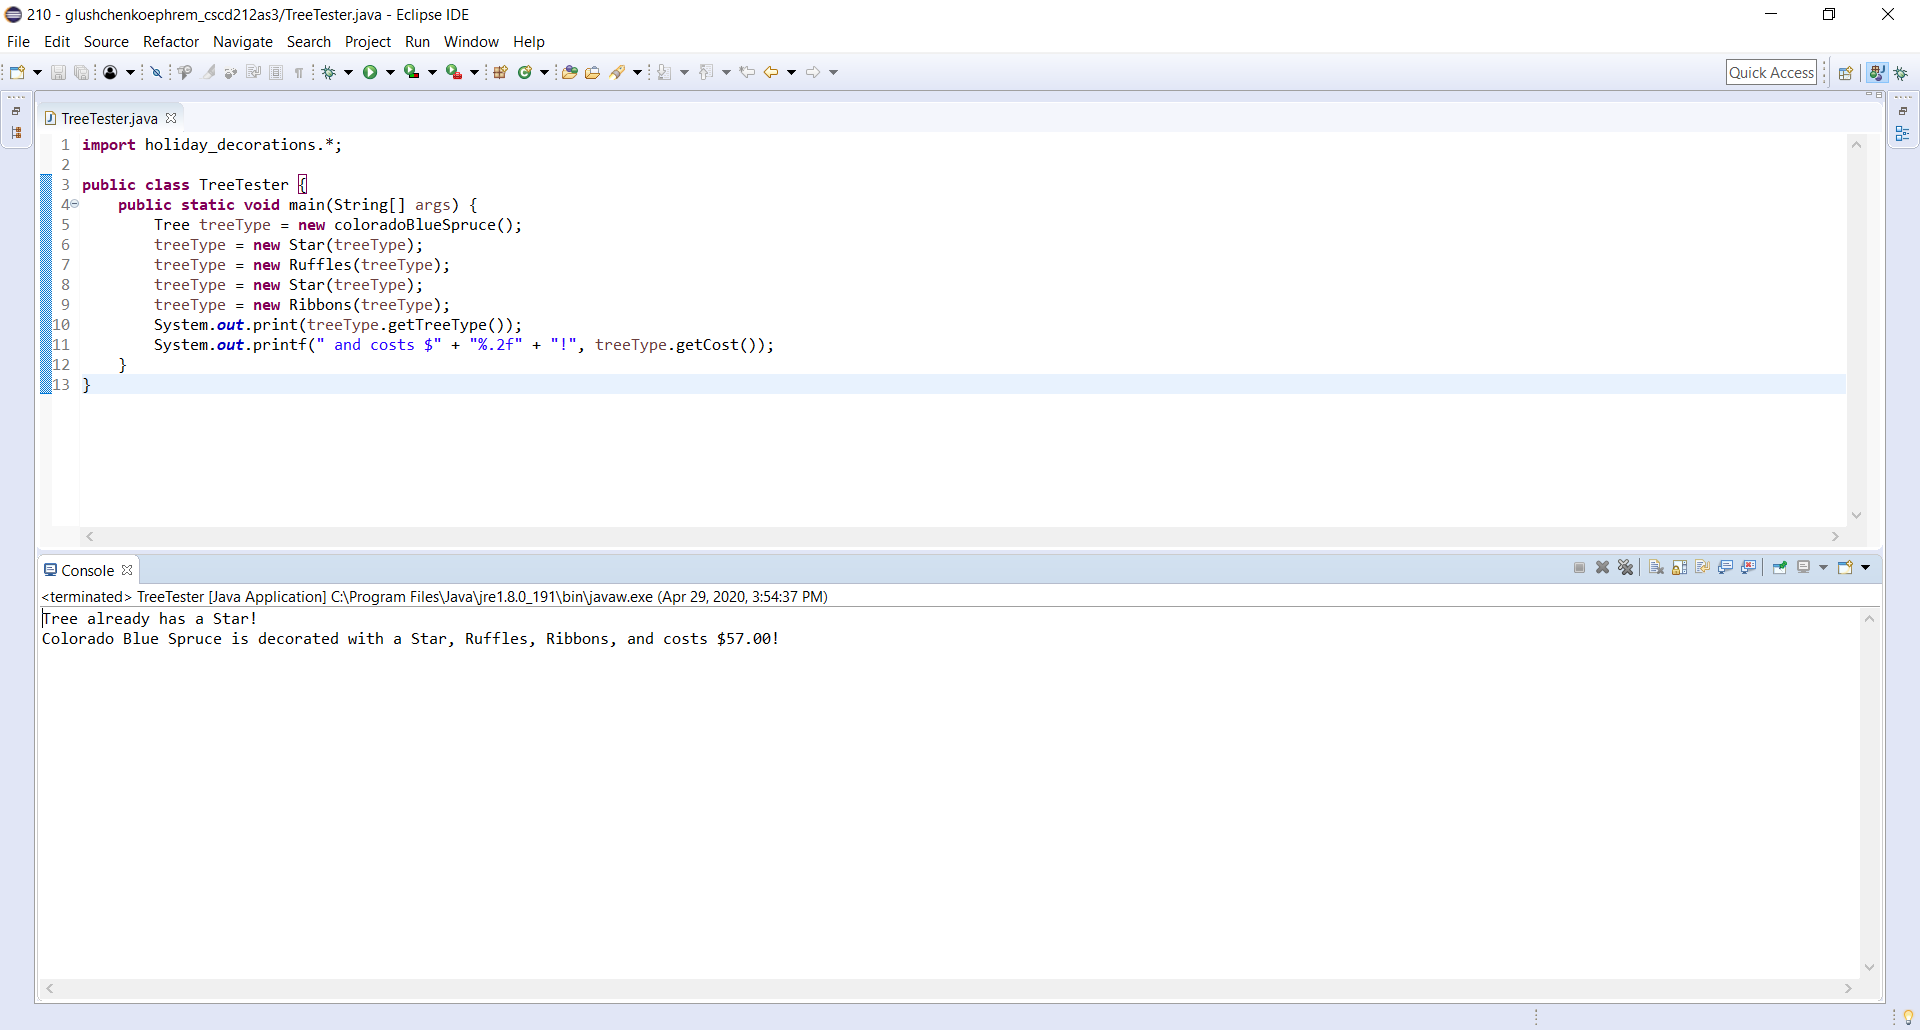 210 - glushchenkoephrem_cscd212as3/TreeTester.java - Eclipse IDE
File Edit Source Refactor Navigate Search Project Run Window Help
Quick Access
TreeTester.java
1 import holiday_decorations.*;
2
3 public class TreeTester {
4 public static void main(String[] args) {
5 Tree treeType = new coloradoBlueSpruce();
6 treeType = new Star(treeType);
7 treeType = new Ruffles(treeType);
8 treeType = new Star(treeType);
9 treeType = new Ribbons(treeType);
10 System.out.print(treeType.getTreeType());
11 System.out.printf(" and costs $" + "%.2f" + "!", treeType.getCost());
12 }
13 }
Console
<terminated> TreeTester [Java Application] C:\Program Files\Java\jre1.8.0_191\bin\javaw.exe (Apr 29, 2020, 3:54:37 PM)
Tree already has a Star!
Colorado Blue Spruce is decorated with a Star, Ruffles, Ribbons, and costs $57.00!